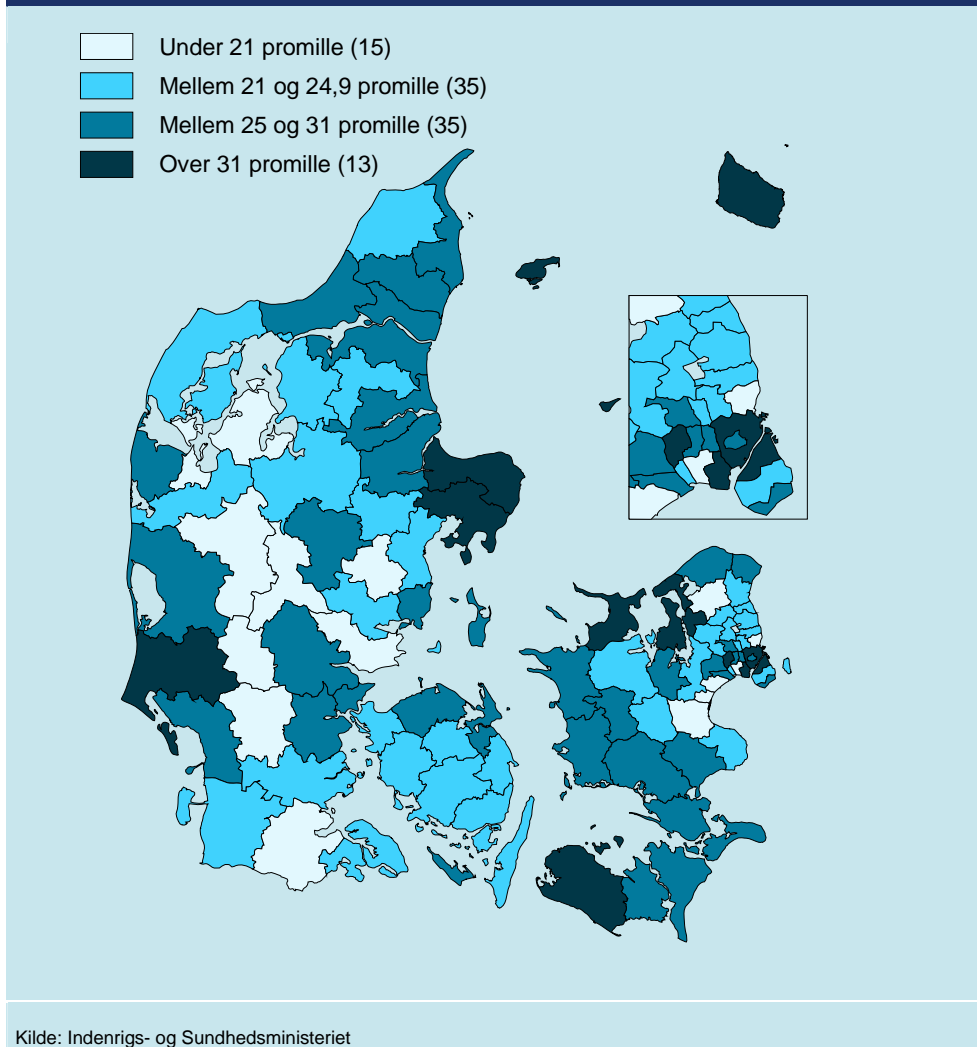 Under 21 promille (15)
Mellem 21 og 24,9 promille (35)
Mellem 25 og 31 promille (35)
Over 31 promille (13)
Kilde: Indenrigs- og Sundhedsministeriet